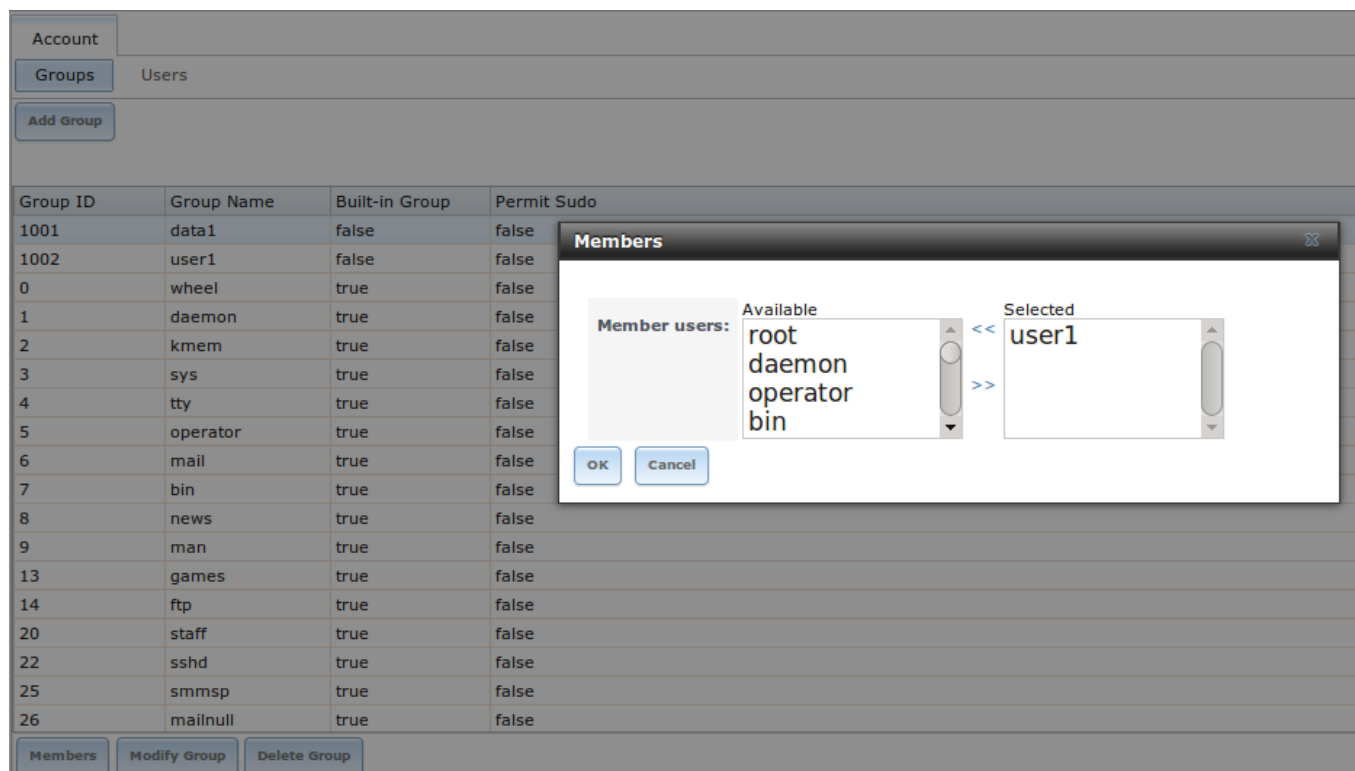 Account
Groups Users
Add Group
Group ID Group Name Built-in Group Permit Sudo
1001 data1 false false
1002 user1 false false
0 wheel true false
1 daemon true false
2 kmem true false
3 sys true false
4 tty true false
5 operator true false
6 mail true false
7 bin true false
8 news true false
9 man true false
13 games true false
14 ftp true false
20 staff true false
22 sshd true false
25 smmsp true false
26 mailnull true false
Members Modify Group Delete Group
Members
Available Selected
Member users:
root << user1
daemon
operator >>
bin
OK Cancel